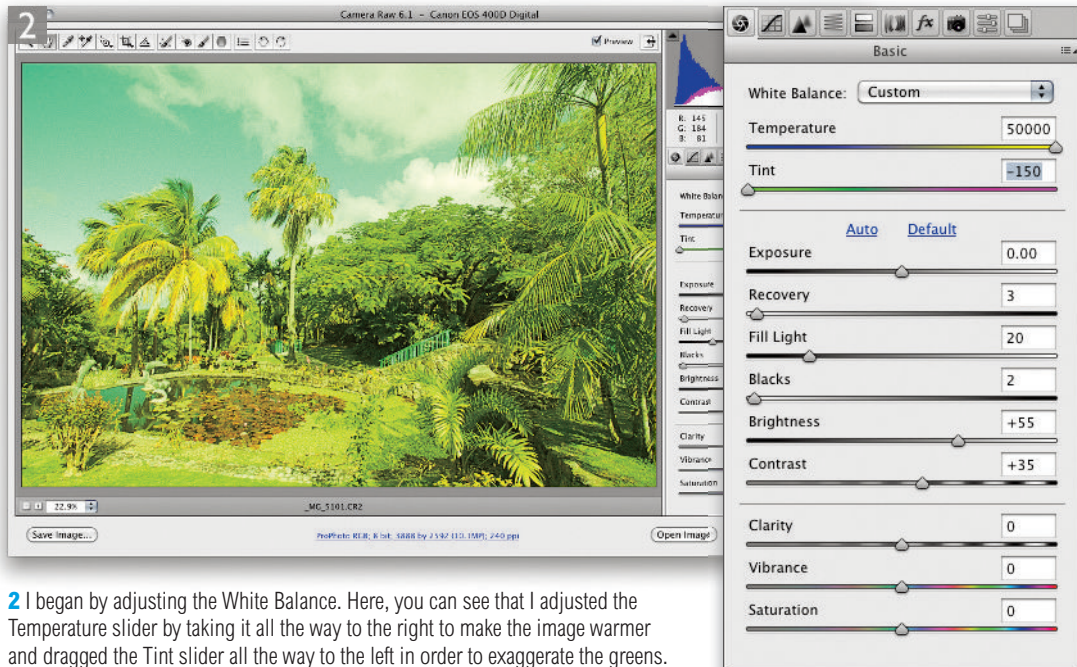 2
Camera Raw 6.1 – Canon EOS 400D Digital
Preview
R: 145
G: 184
B: 81
White Balan
Temperatur
Tint
Exposure
Recovery
Fill Light
Blacks
Brightness
Contrast
Clarity
Vibrance
Saturation
22.9%
_MG_5101.CR2
Save Image...
ProPhoto RGB; 8 bit; 3888 by 2592 (10.1MP); 240 ppi
Open Image
fx
Basic
White Balance: Custom
Temperature 50000
Tint -150
Auto Default
Exposure 0.00
Recovery 3
Fill Light 20
Blacks 2
Brightness +55
Contrast +35
Clarity 0
Vibrance 0
Saturation 0
2 I began by adjusting the White Balance. Here, you can see that I adjusted the
Temperature slider by taking it all the way to the right to make the image warmer
and dragged the Tint slider all the way to the left in order to exaggerate the greens.